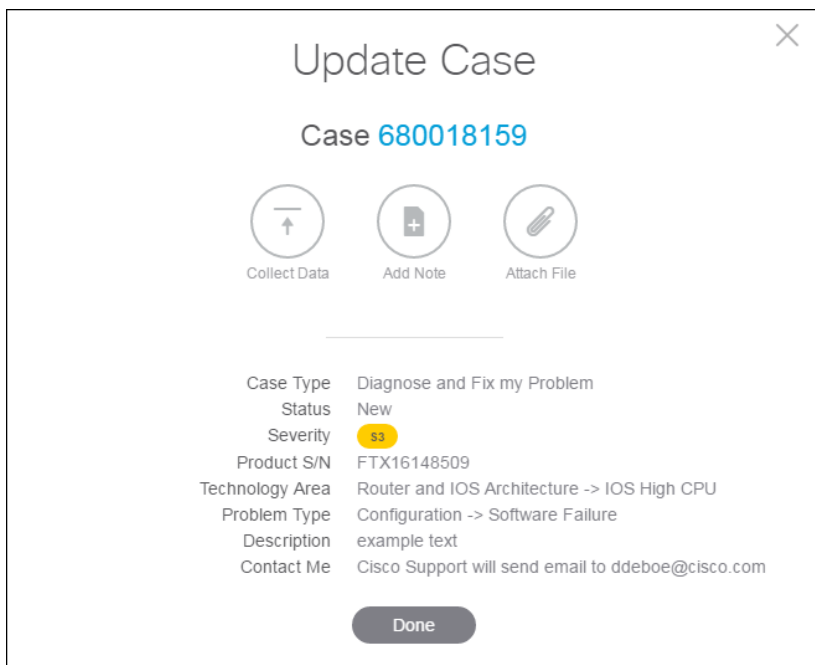 Update Case
Case 680018159
Collect Data Add Note Attach File
Case Type Diagnose and Fix my Problem
Status New
Severity S3
Product S/N FTX16148509
Technology Area Router and IOS Architecture -> IOS High CPU
Problem Type Configuration -> Software Failure
Description example text
Contact Me Cisco Support will send email to ddeboe@cisco.com
Done